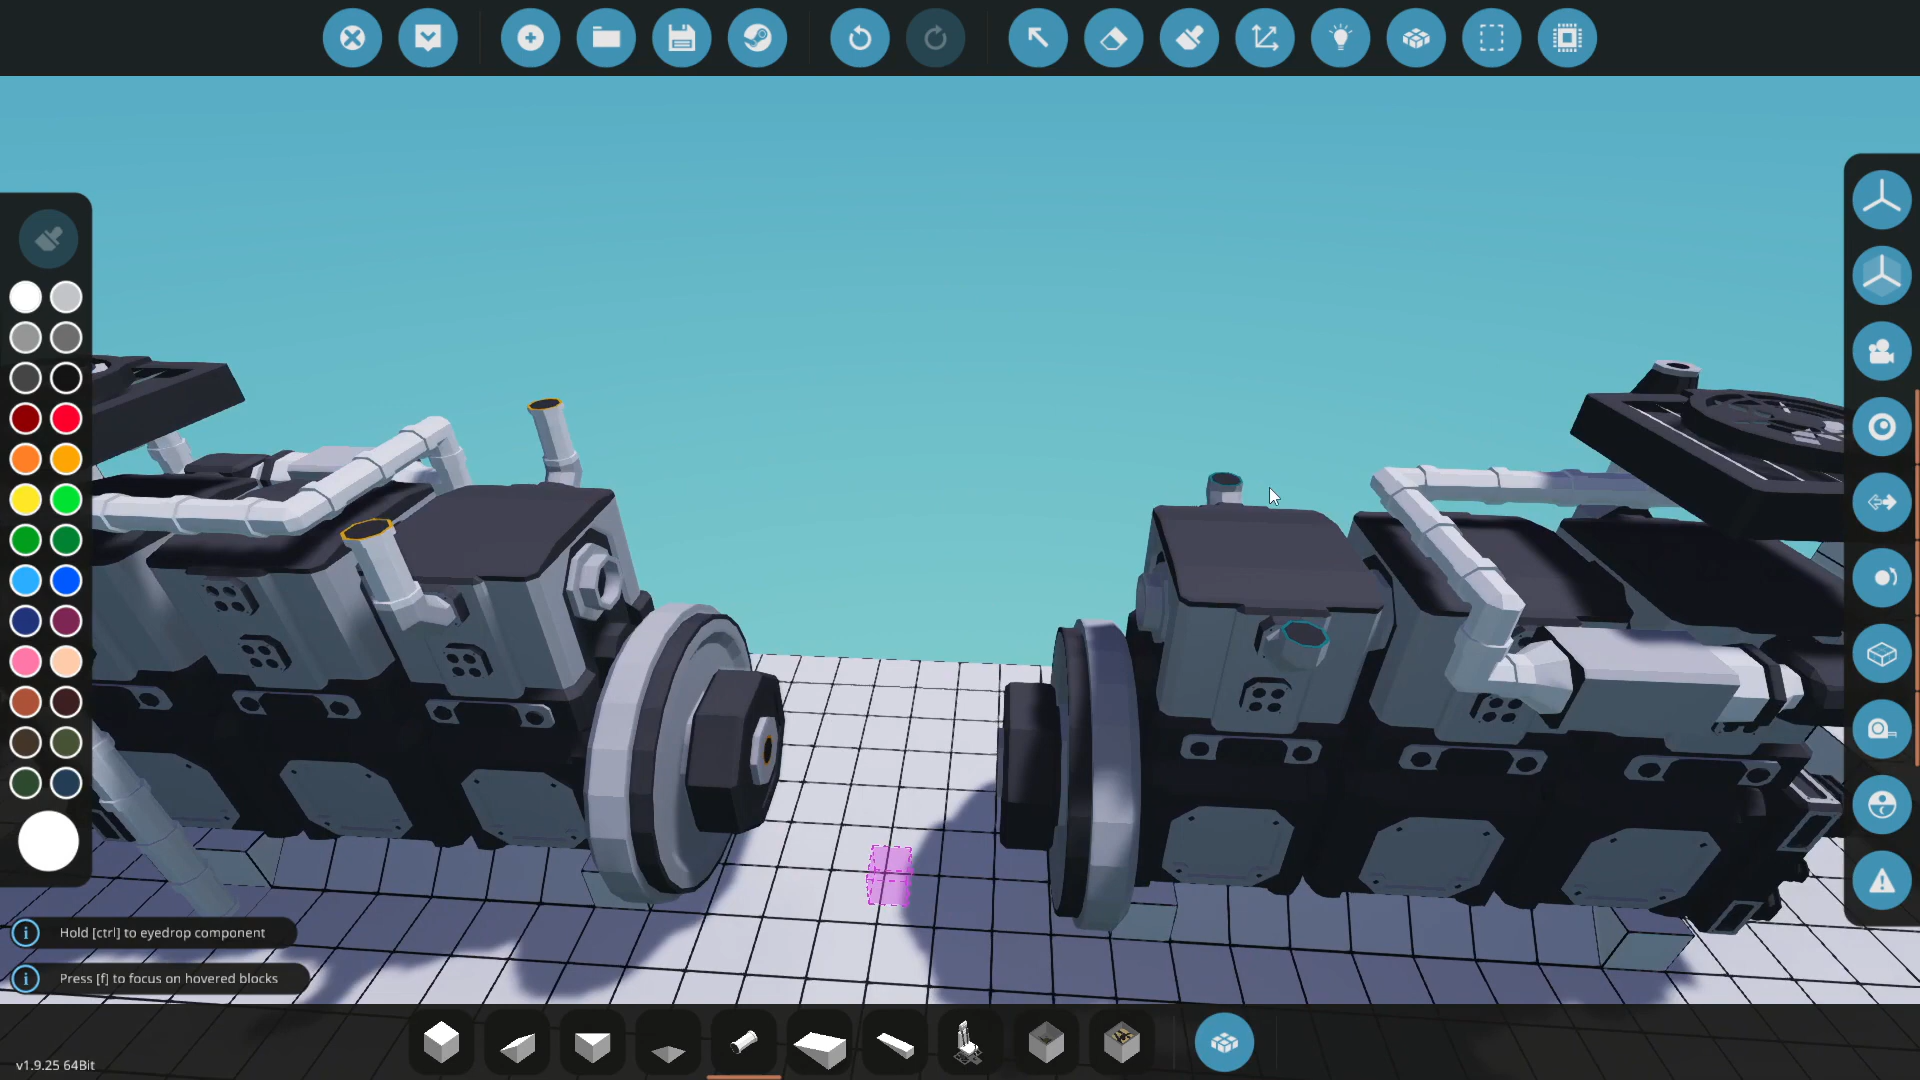 Hold [ctrl] to eyedrop component
Press [f] to focus on hovered blocks
v1.9.25 64Bit